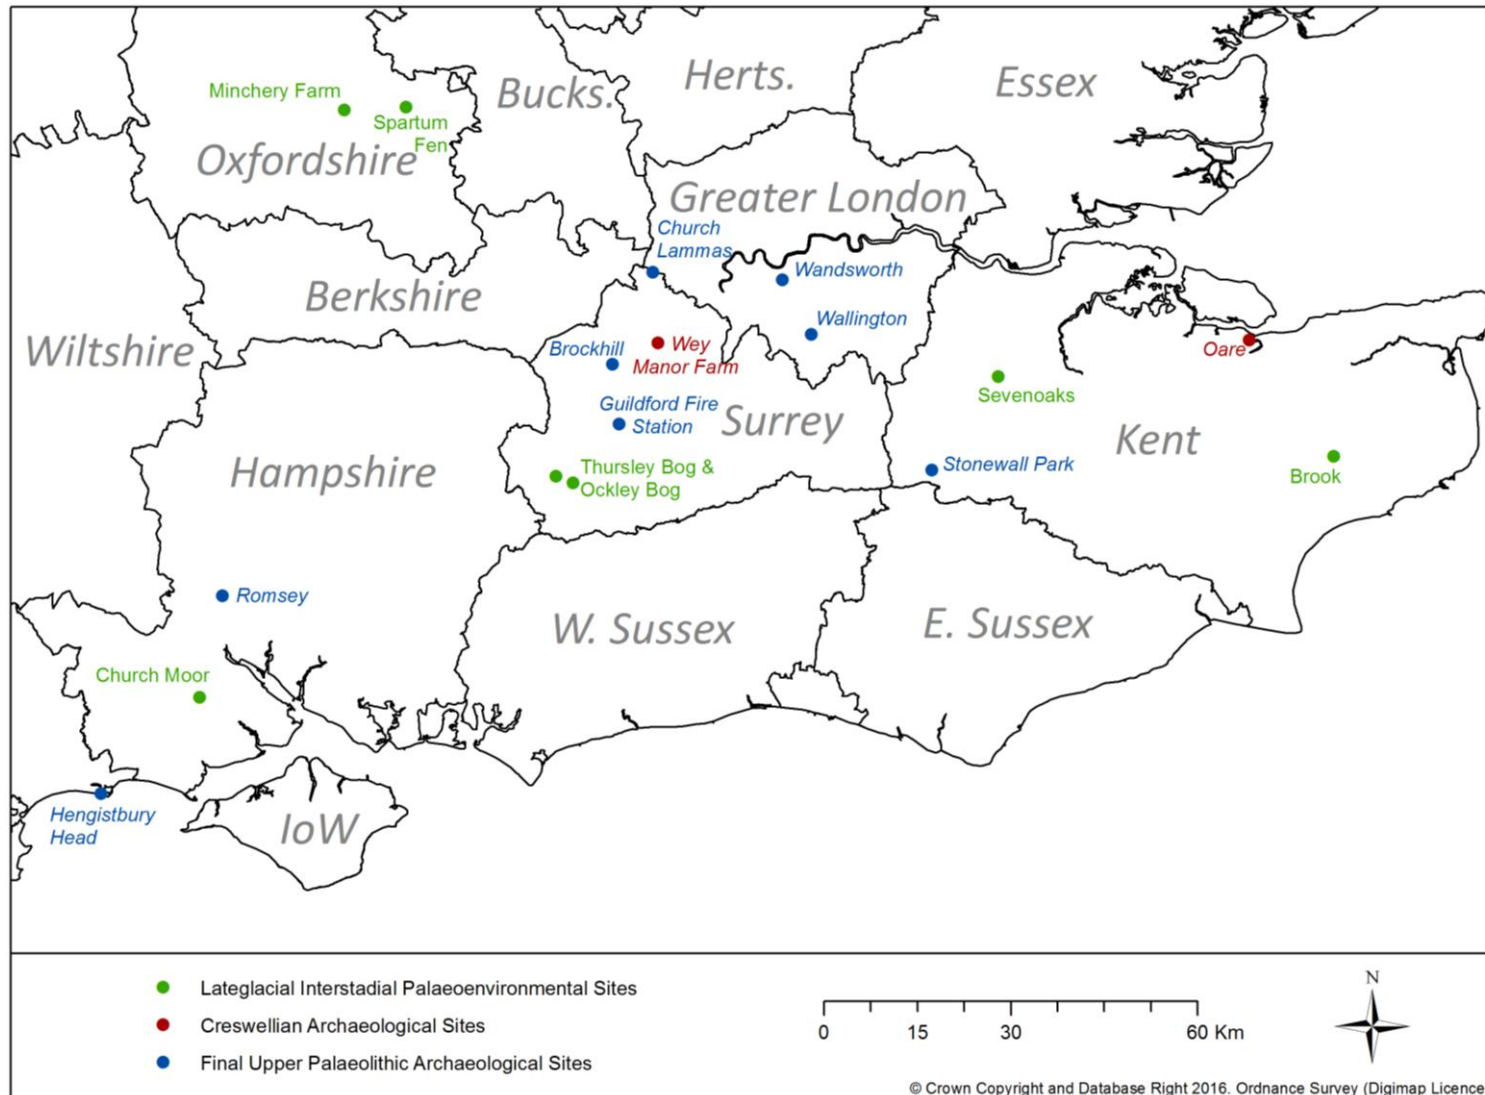 Herts.
Essex
Bucks.
Minchery Farm
Spartum
Fen
Oxfordshire
Greater London
Church
Lammas
Wandsworth
Berkshire
Wallington
Wiltshire
Brockhill
Wey
Manor Farm
Oare
Sevenoaks
Guildford Fire
Station
Surrey
Kent
Hampshire
Thursley Bog &
Ockley Bog
Stonewall Park
Brook
Romsey
W. Sussex
E. Sussex
Church Moor
Hengistbury
Head
IoW
Lateglacial Interstadial Palaeoenvironmental Sites
Creswellian Archaeological Sites
Final Upper Palaeolithic Archaeological Sites
0 15 30 60 Km
N
© Crown Copyright and Database Right 2016. Ordnance Survey (Digimap Licence